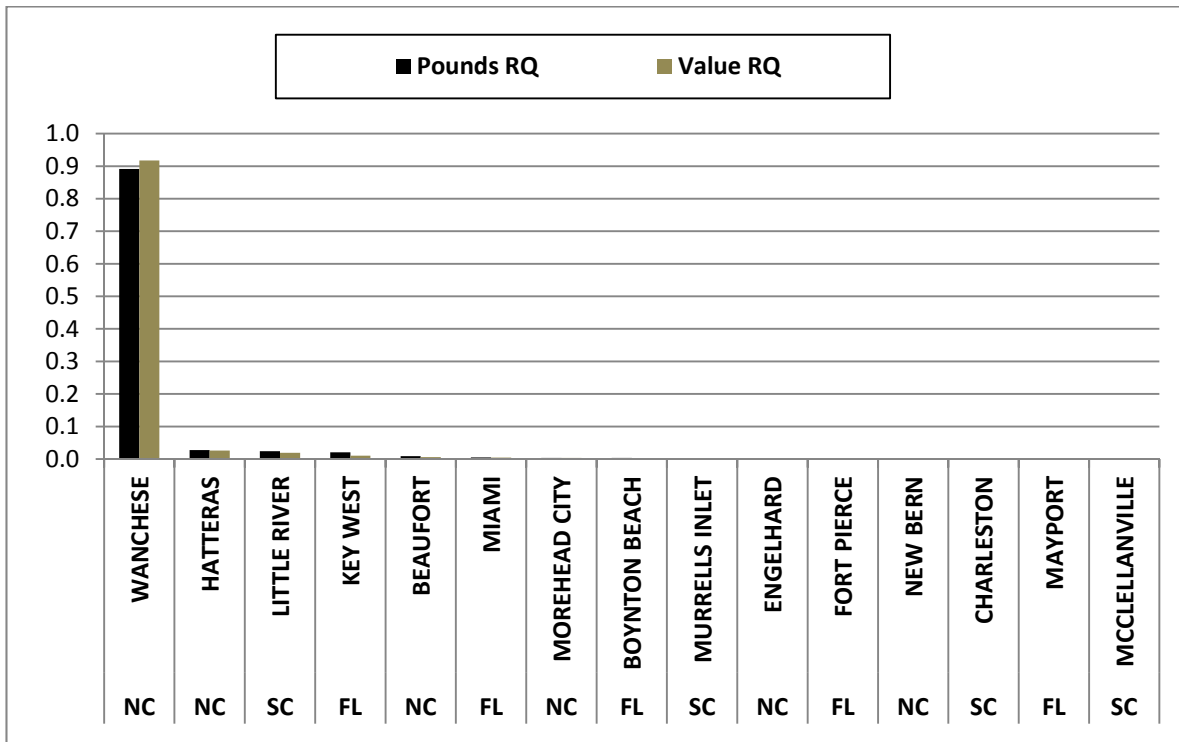 Pounds RQ Value RQ
1.0
0.9
0.8
0.7
0.6
0.5
0.4
0.3
0.2
0.1
0.0
WANCHESE
HATTERAS
LITTLE RIVER
KEY WEST
BEAUFORT
MIAMI
MOREHEAD CITY
BOYNTON BEACH
MURRELLS INLET
ENGELHARD
FORT PIERCE
NEW BERN
CHARLESTON
MAYPORT
MCCLELLANVILLE
NC NC SC FL NC FL NC FL SC NC FL NC SC FL SC